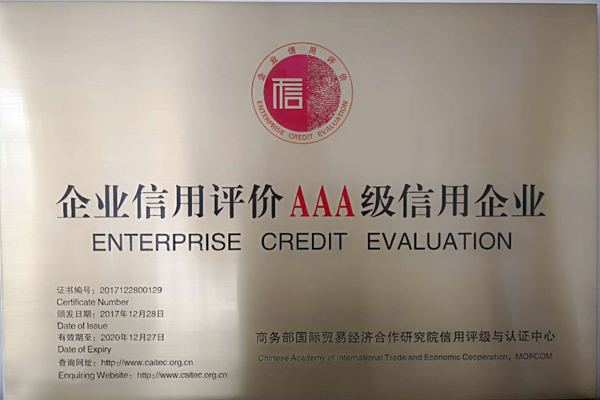 企业信用评价
信
ENTERPRISE CREDIT EVALUATION
企业信用评价AAA级信用企业
ENTERPRISE CREDIT EVALUATION
证书编号：2017122800129
Certificate Number
颁发日期：2017年12月28日
Date of Issue
有效期至：2020年12月27日
Date of Expiry
查询网址：http://www.caitec.org.cn
Enquiring Website：http://www.caitec.org.cn
商务部国际贸易经济合作研究院信用评级与认证中心
Chinese Academy of International Trade and Economic Cooperation，MOFCOM